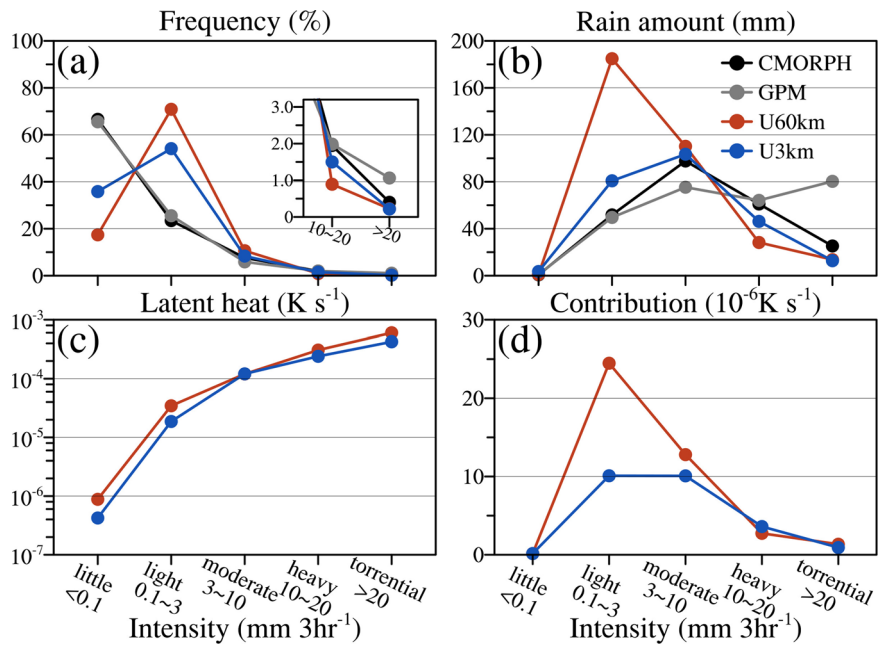 Frequency (%)
(a)
100
80
60
40
20
0
3.0
2.0
1.0
0
10~20
>20
Rain amount (mm)
(b)
200
160
120
80
40
0
CMORPH
GPM
U60km
U3km
Latent heat (K s⁻¹)
(c)
10⁻³
10⁻⁴
10⁻⁵
10⁻⁶
10⁻⁷
little
<0.1
light
0.1~3
moderate
3~10
heavy
10~20
torrential
>20
Intensity (mm 3hr⁻¹)
Contribution (10⁻⁶K s⁻¹)
(d)
30
20
10
0
little
<0.1
light
0.1~3
moderate
3~10
heavy
10~20
torrential
>20
Intensity (mm 3hr⁻¹)